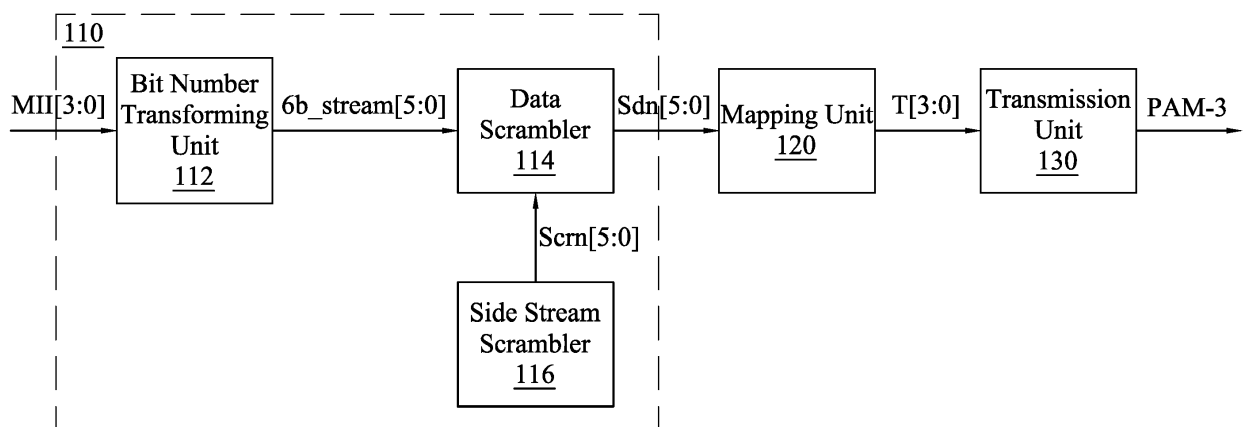 110
MII[3:0]
Bit Number
Transforming
Unit
112
6b_stream[5:0]
Data
Scrambler
114
Sdn[5:0]
Mapping Unit
120
T[3:0]
Transmission
Unit
130
PAM-3
Scrn[5:0]
Side Stream
Scrambler
116